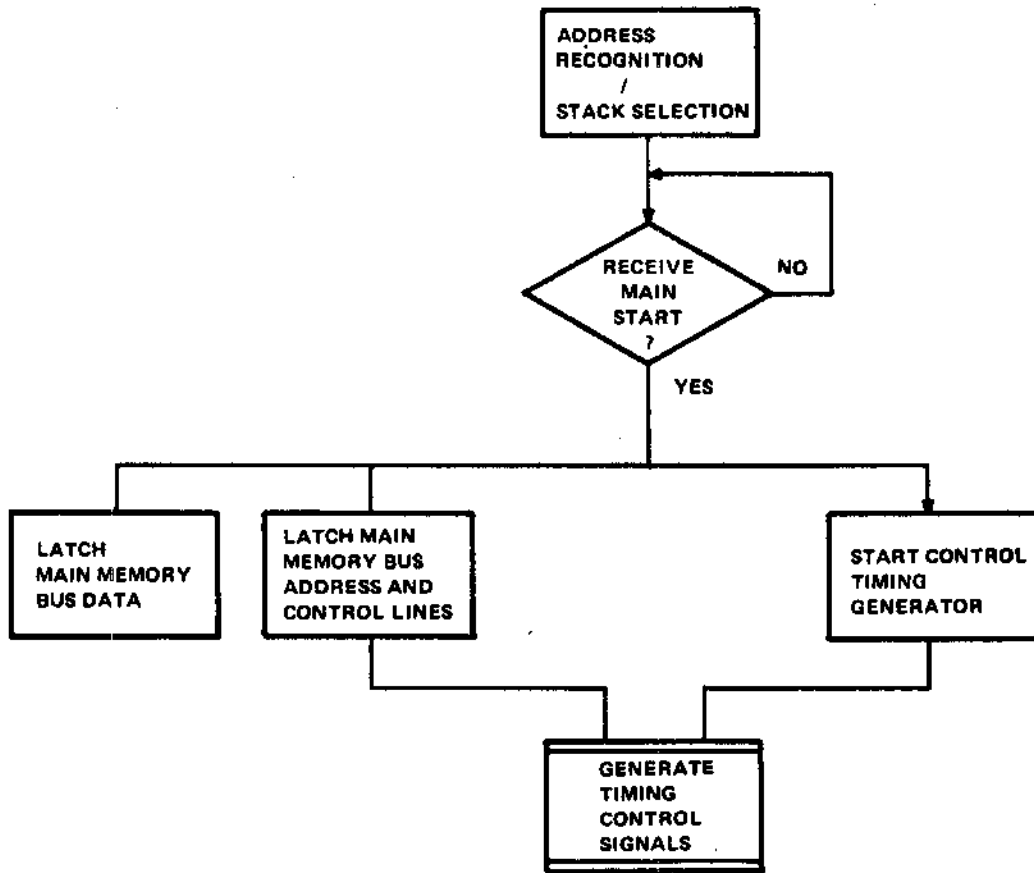 ADDRESS
RECOGNITION
/
STACK SELECTION
RECEIVE
MAIN
START
?
NO
YES
LATCH
MAIN MEMORY
BUS DATA
LATCH MAIN
MEMORY BUS
ADDRESS AND
CONTROL LINES
START CONTROL
TIMING
GENERATOR
GENERATE
TIMING
CONTROL
SIGNALS